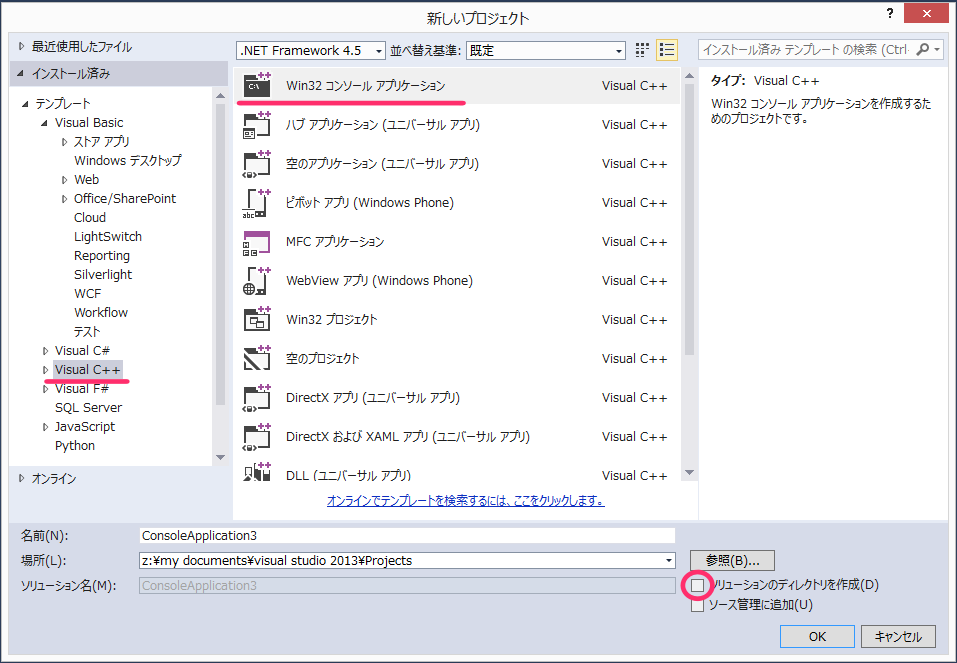 新しいプロジェクト
?
最近使用したファイル
.NET Framework 4.5
並べ替え基準:
既定
インストール済み テンプレート の検索 (Ctrl·
インストール済み
テンプレート
Visual Basic
ストア アプリ
Windows デスクトップ
Web
Office/SharePoint
Cloud
LightSwitch
Reporting
Silverlight
WCF
Workflow
テスト
Visual C#
Visual C++
Visual F#
SQL Server
JavaScript
Python
オンライン
Win32 コンソール アプリケーション Visual C++
ハブ アプリケーション (ユニバーサル アプリ) Visual C++
空のアプリケーション (ユニバーサル アプリ) Visual C++
ピボット アプリ (Windows Phone) Visual C++
MFC アプリケーション Visual C++
WebView アプリ (Windows Phone) Visual C++
Win32 プロジェクト Visual C++
空のプロジェクト Visual C++
DirectX アプリ (ユニバーサル アプリ) Visual C++
DirectX および XAML アプリ (ユニバーサル アプリ) Visual C++
DLL (ユニバーサル アプリ) Visual C++
オンラインでテンプレートを検索するには、ここをクリックします。
タイプ: Visual C++
Win32 コンソール アプリケーションを作成するた
めのプロジェクトです。
名前(N): ConsoleApplication3
場所(L): z:¥my documents¥visual studio 2013¥Projects
参照(B)...
ソリューション名(M): ConsoleApplication3
ソリューションのディレクトリを作成(D)
ソース管理に追加(U)
OK
キャンセル